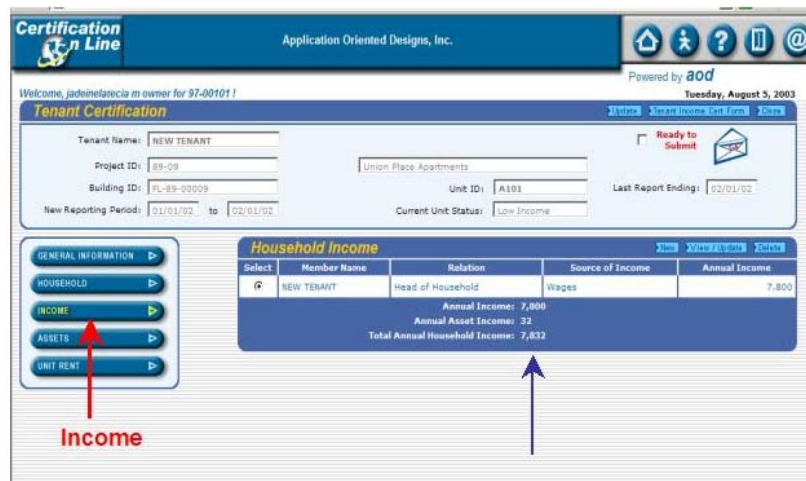 Certification
On Line
Application Oriented Designs, Inc.
Powered by aod
Welcome, jadeinelatecia m owner for 97-00101 !
Tuesday, August 5, 2003
Tenant Certification
Update Tenant Income Cert Form Close
Tenant Name: NEW TENANT
Ready to
Submit
Project ID: 89-09 Union Place Apartments
Building ID: FL-89-00009 Unit ID: A101 Last Report Ending: 02/01/02
New Reporting Period: 01/01/02 to 02/01/02 Current Unit Status: Low Income
GENERAL INFORMATION
HOUSEHOLD
INCOME
ASSETS
UNIT RENT
Household Income
New View / Update Delete
Select Member Name Relation Source of Income Annual Income
NEW TENANT Head of Household Wages 7,800
Annual Income: 7,800
Annual Asset Income: 32
Total Annual Household Income: 7,832
Income